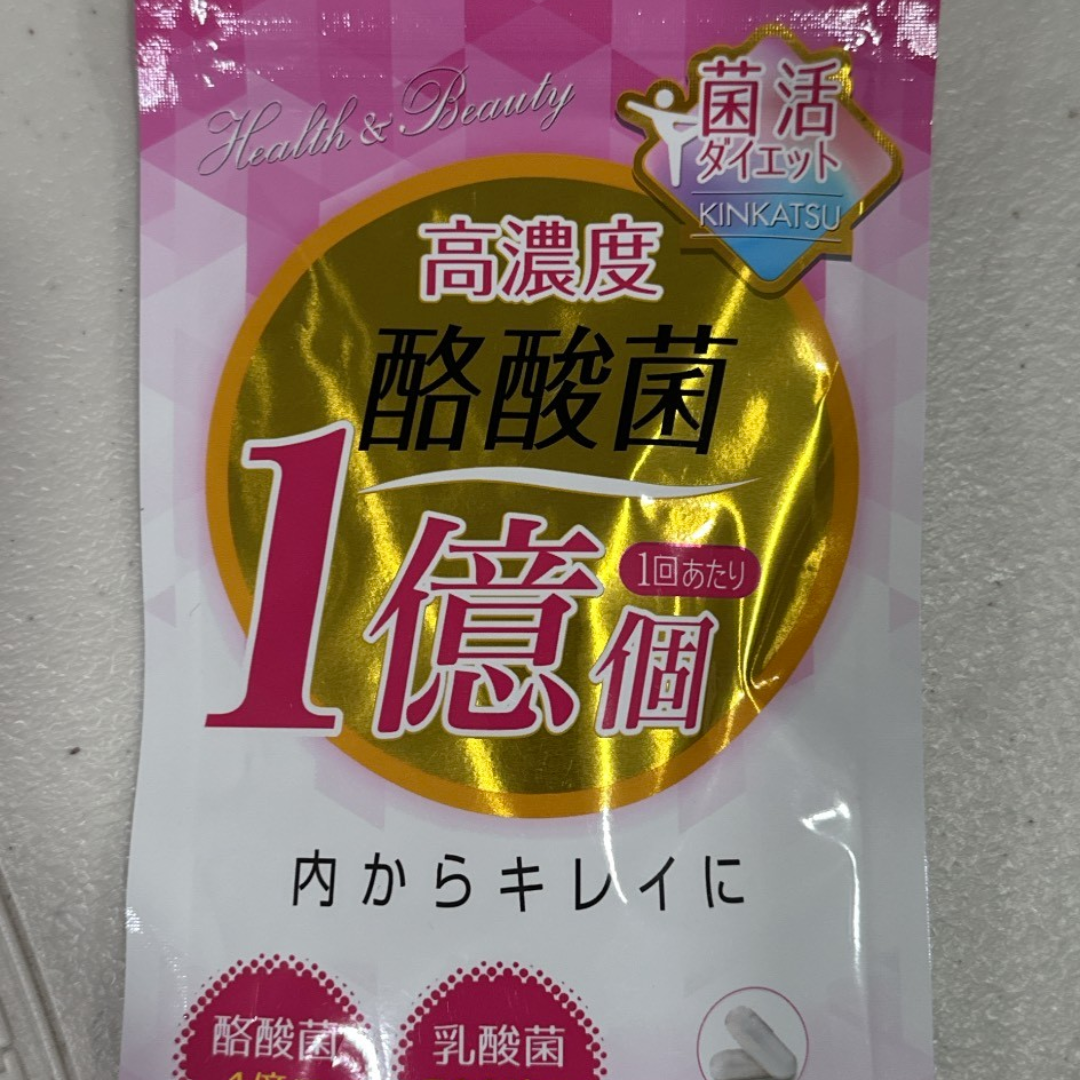 Health & Beauty
菌活
ダイエット
KINKATSU
高濃度
酪酸菌
1億個
1回あたり
内からキレイに
酪酸菌
乳酸菌